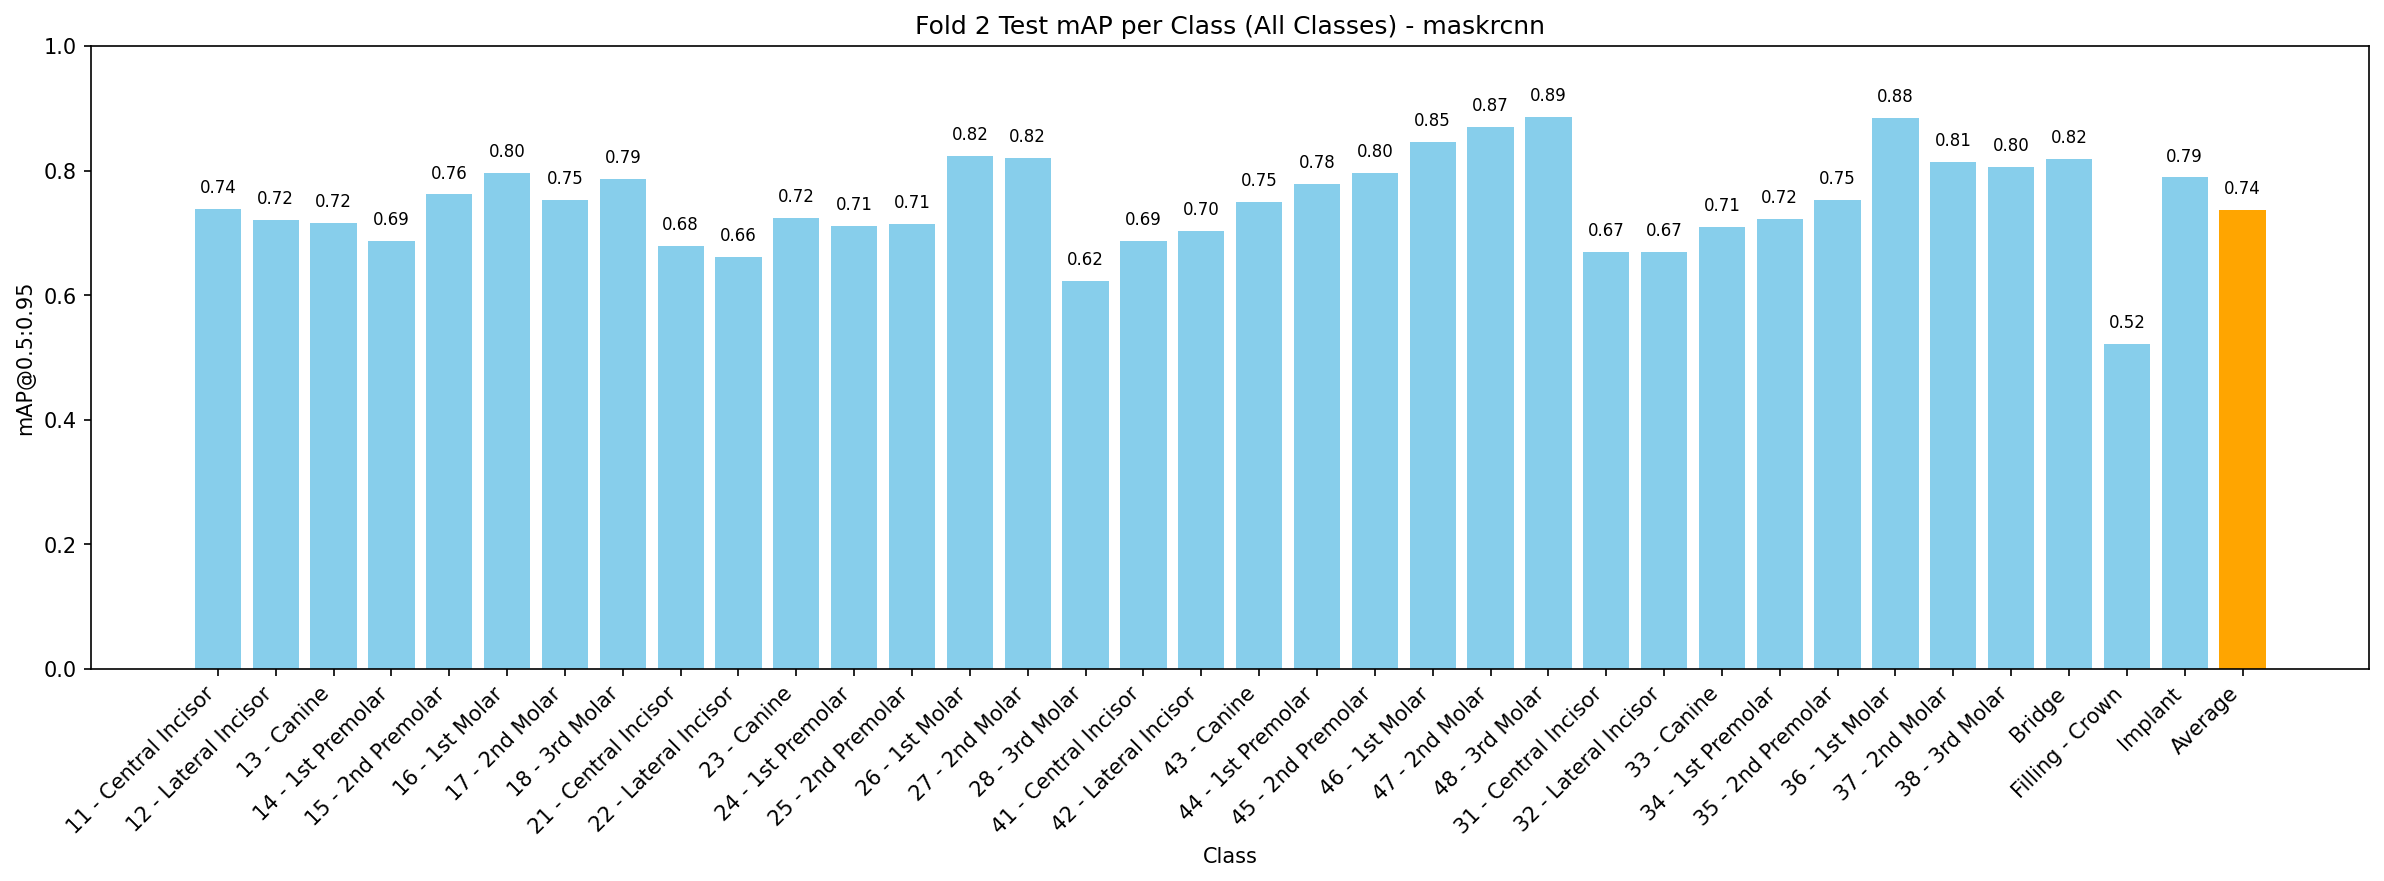 Fold 2 Test mAP per Class (All Classes) - maskrcnn
mAP@0.5:0.95
1.0
0.8
0.6
0.4
0.2
0.0
0.74
0.72
0.72
0.69
0.76
0.80
0.75
0.79
0.68
0.66
0.72
0.71
0.71
0.82
0.82
0.62
0.69
0.70
0.75
0.78
0.80
0.85
0.87
0.89
0.67
0.67
0.71
0.72
0.75
0.88
0.81
0.80
0.82
0.52
0.79
0.74
11 - Central Incisor
12 - Lateral Incisor
13 - Canine
14 - 1st Premolar
15 - 2nd Premolar
16 - 1st Molar
17 - 2nd Molar
18 - 3rd Molar
21 - Central Incisor
22 - Lateral Incisor
23 - Canine
24 - 1st Premolar
25 - 2nd Premolar
26 - 1st Molar
27 - 2nd Molar
28 - 3rd Molar
41 - Central Incisor
42 - Lateral Incisor
43 - Canine
44 - 1st Premolar
45 - 2nd Premolar
46 - 1st Molar
47 - 2nd Molar
48 - 3rd Molar
31 - Central Incisor
32 - Lateral Incisor
33 - Canine
34 - 1st Premolar
35 - 2nd Premolar
36 - 1st Molar
37 - 2nd Molar
38 - 3rd Molar
Bridge
Filling - Crown
Implant
Average
Class